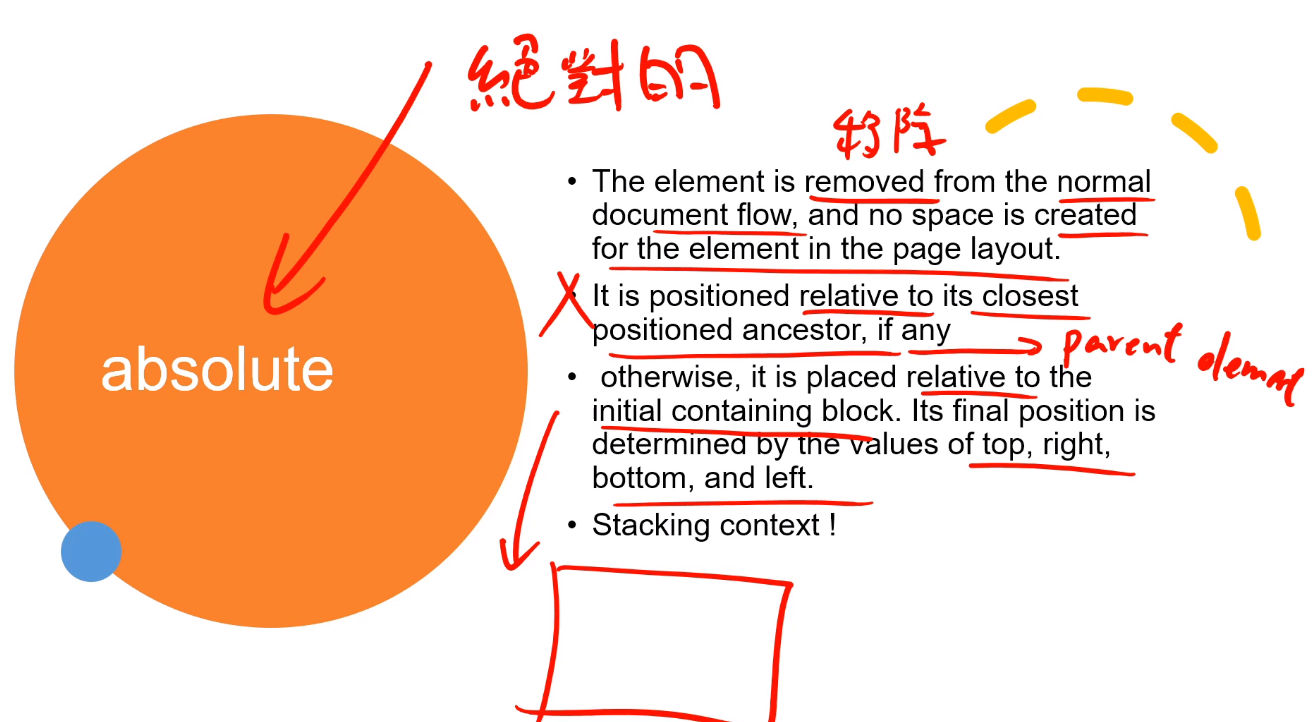 絕對的
移除
The element is removed from the normal
document flow, and no space is created
for the element in the page layout.
It is positioned relative to its closest
positioned ancestor, if any
parent
absolute
otherwise, it is placed relative to the
initial containing block. Its final position is
determined by the values of top, right,
bottom, and left.
Stacking context !